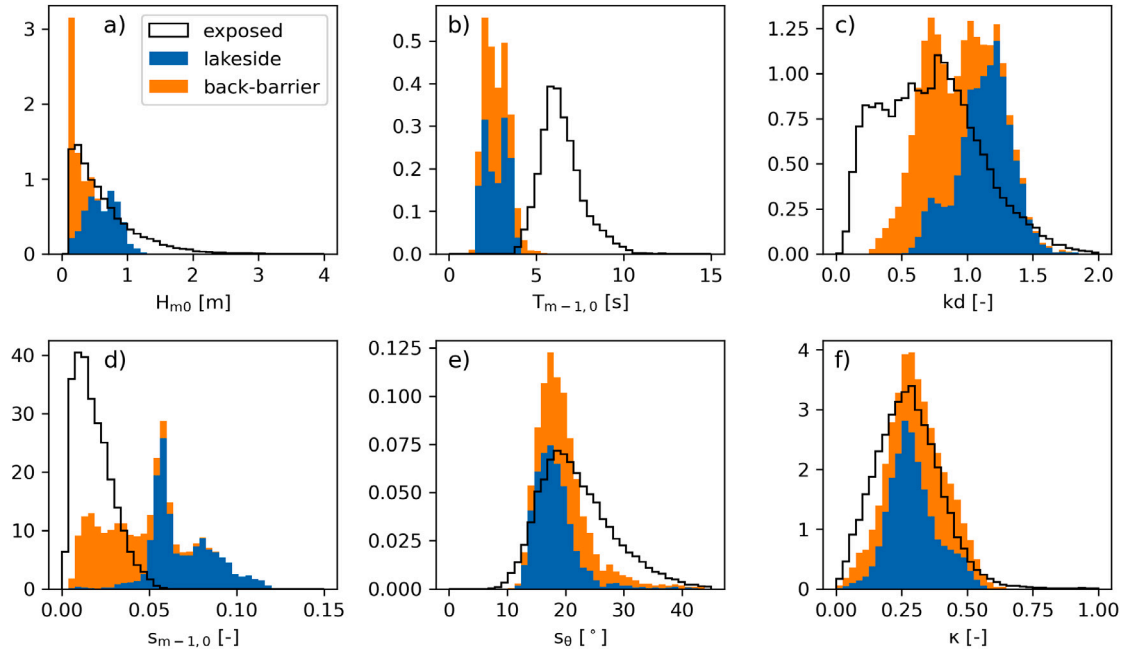 a)
exposed
lakeside
back-barrier
3
2
1
0
0 1 2 3 4
H_m0 [m]
b)
0.5
0.4
0.3
0.2
0.1
0.0
0 5 10 15
T_m−1,0 [s]
c)
1.25
1.00
0.75
0.50
0.25
0.00
0.0 0.5 1.0 1.5 2.0
kd [-]
d)
40
30
20
10
0
0.00 0.05 0.10 0.15
s_m−1,0 [-]
e)
0.125
0.100
0.075
0.050
0.025
0.000
0 10 20 30 40
s_θ [°]
f)
4
3
2
1
0
0.00 0.25 0.50 0.75 1.00
κ [-]